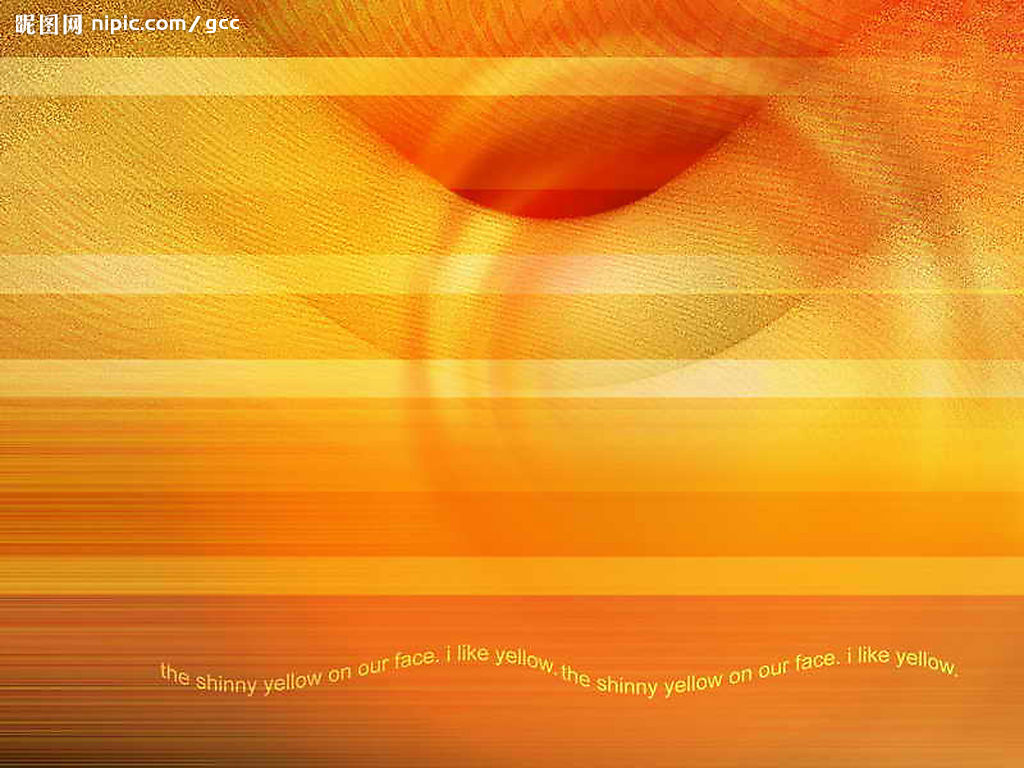 昵图网 nipic.com/gcc
the shinny yellow on our face. i like yellow.the shinny yellow on our face. i like yellow.